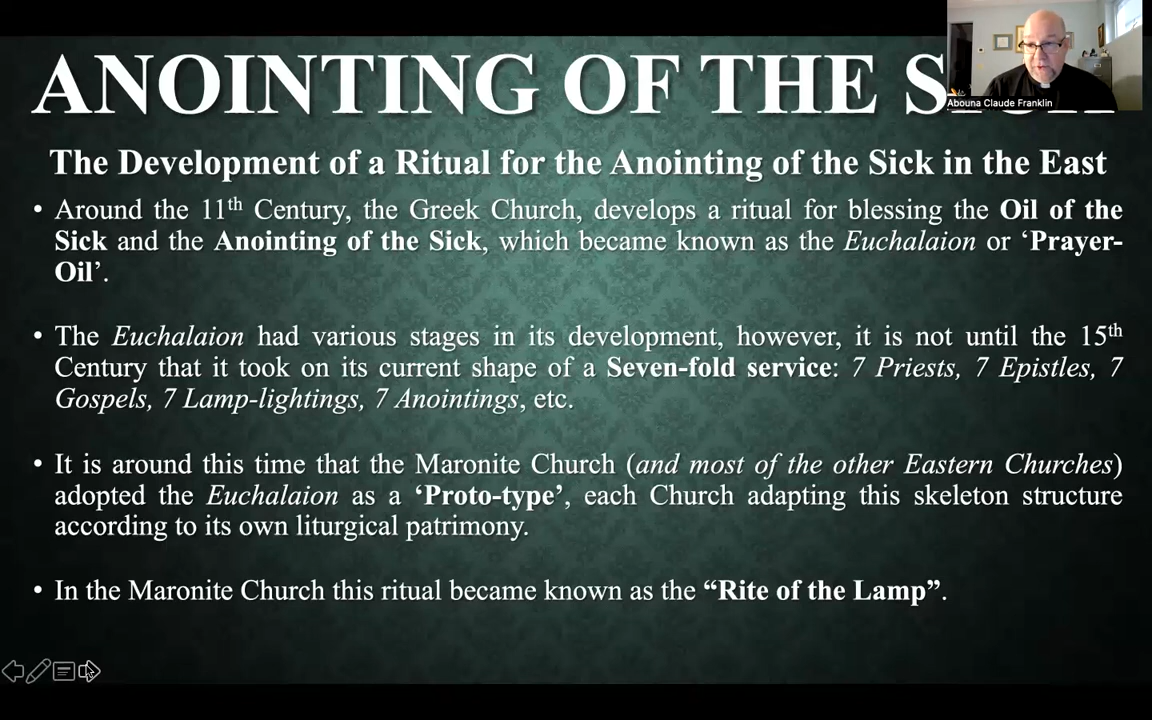 ANOINTING OF THE
Abouna Claude Franklin
The Development of a Ritual for the Anointing of the Sick in the East
• Around the 11th Century, the Greek Church, develops a ritual for blessing the Oil of the
Sick and the Anointing of the Sick, which became known as the Euchalaion or ‘Prayer-
Oil’.
• The Euchalaion had various stages in its development, however, it is not until the 15th
Century that it took on its current shape of a Seven-fold service: 7 Priests, 7 Epistles, 7
Gospels, 7 Lamp-lightings, 7 Anointings, etc.
• It is around this time that the Maronite Church (and most of the other Eastern Churches)
adopted the Euchalaion as a ‘Proto-type’, each Church adapting this skeleton structure
according to its own liturgical patrimony.
• In the Maronite Church this ritual became known as the “Rite of the Lamp”.